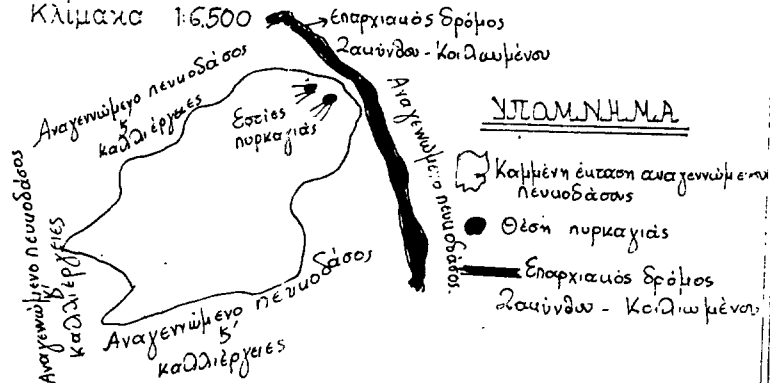 Κλίμακα 1:6.500
Επαρχιακός δρόμος
Ζακύνθου - Κοιλιωμένου
Αναγεννώμενο πευκοδάσος
& καλλιέργειες
Εστίες
πυρκαγιάς
Αναγεννώμενο πευκοδάσος.
Αναγεννώμενο πευκοδάσος
& καλλιέργειες
Αναγεννώμενο πευκοδάσος
& καλλιέργειες
ΥΠΟΜΝΗΜΑ
Καμμένη έκταση αναγεννώμενου
πευκοδάσους
Θέση πυρκαγιάς
Επαρχιακός δρόμος
Ζακύνθου - Κοιλιωμένου